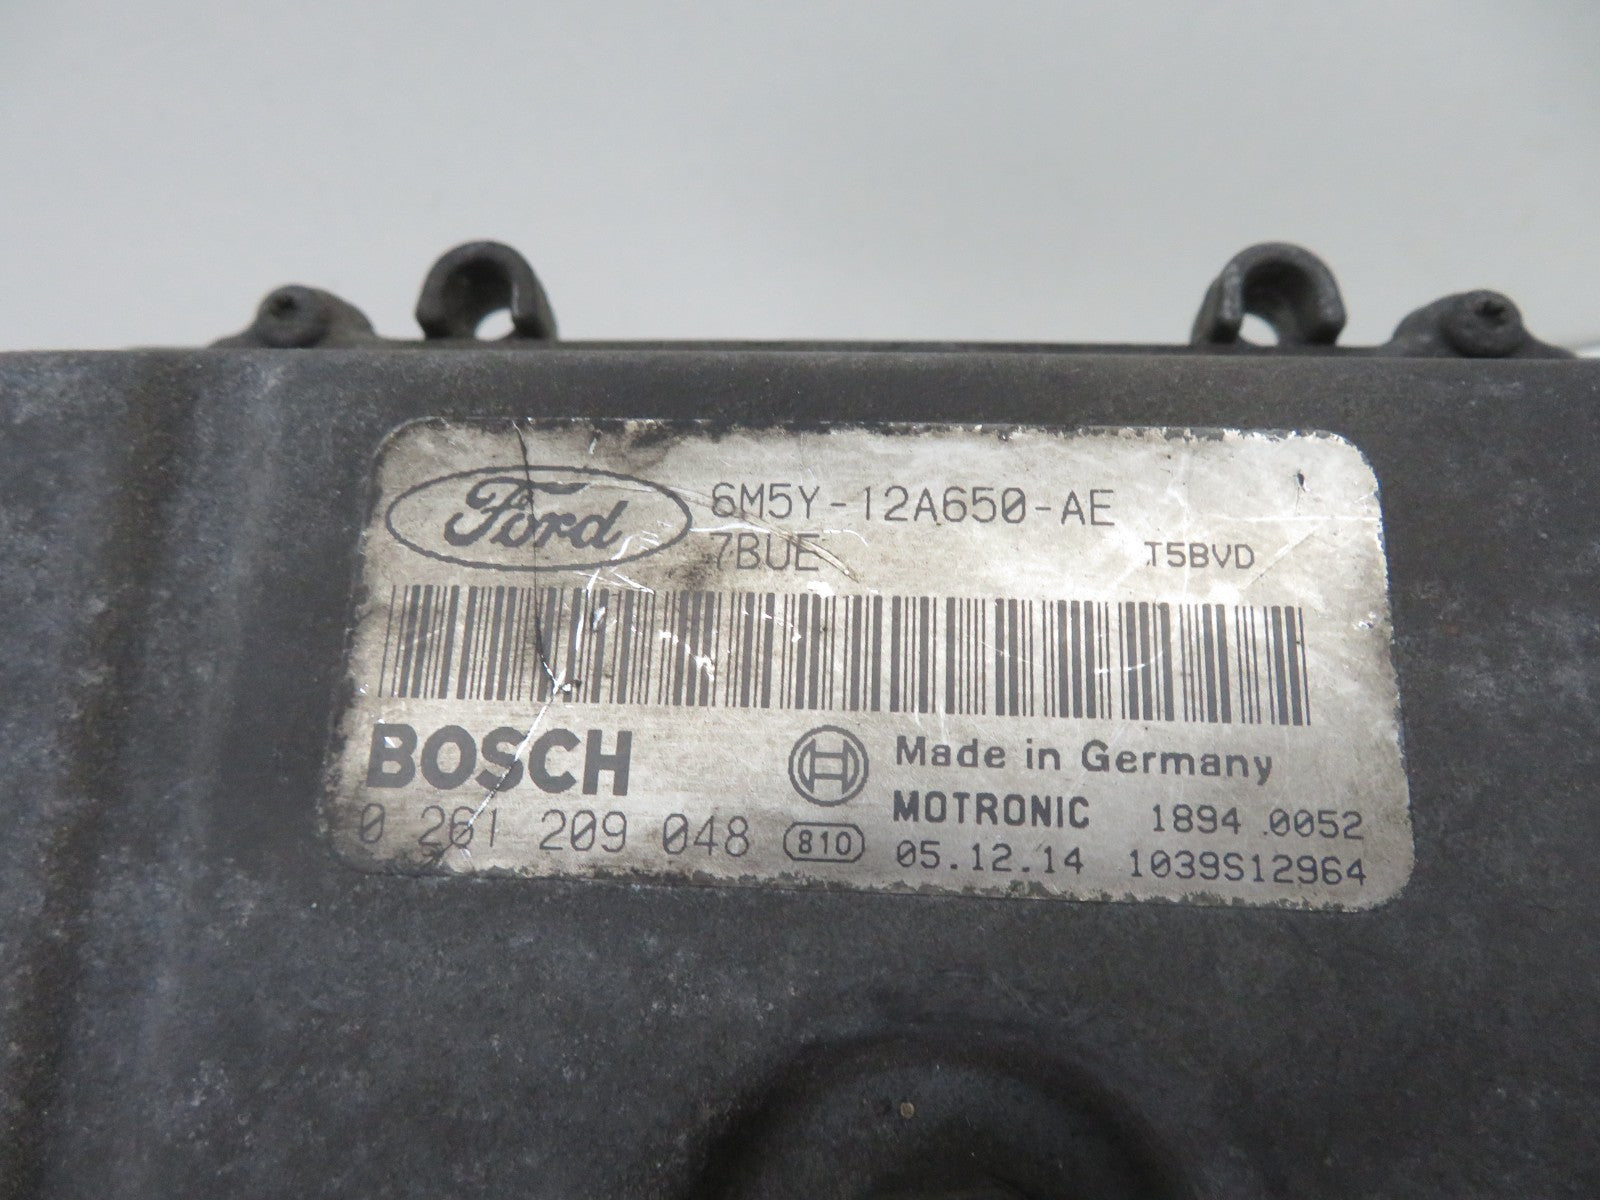 Ford 6M5Y-12A650-AE
7BUE T5BVD
BOSCH Made in Germany
MOTRONIC 1894.0052
0 261 209 048 810 05.12.14 1039S12964